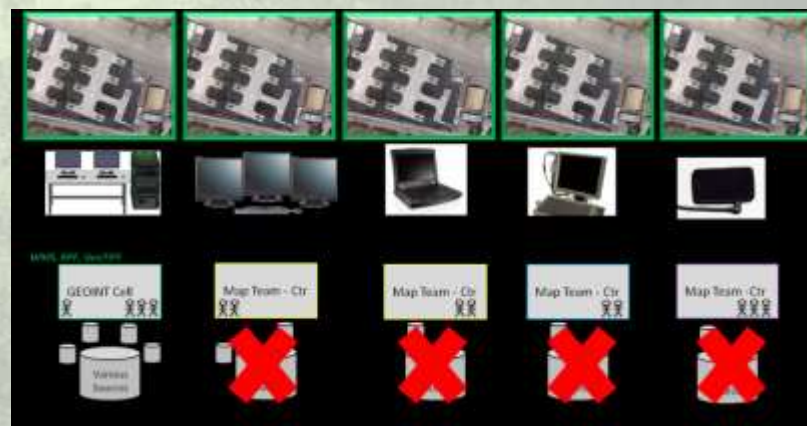 GEOINT Cell
Map Team - Ctr
Map Team - Ctr
Map Team - Ctr
Map Team -Ctr
Various
Sources